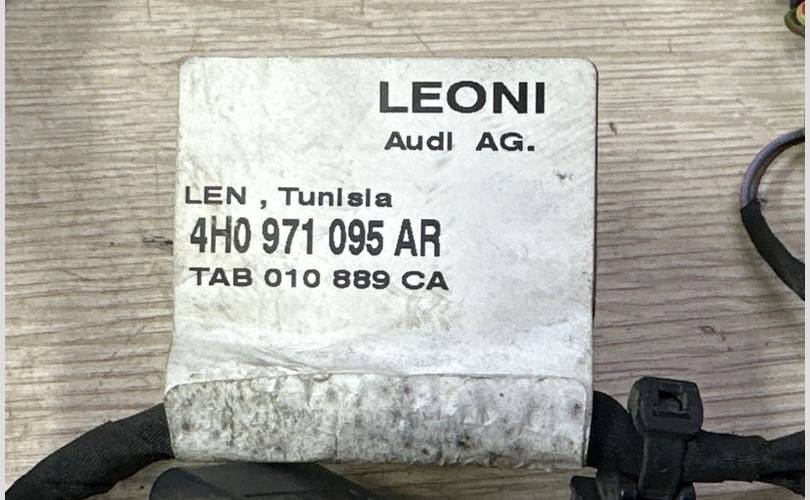 LEONI
Audi AG.
LEN , Tunisia
4H0 971 095 AR
TAB 010 889 CA